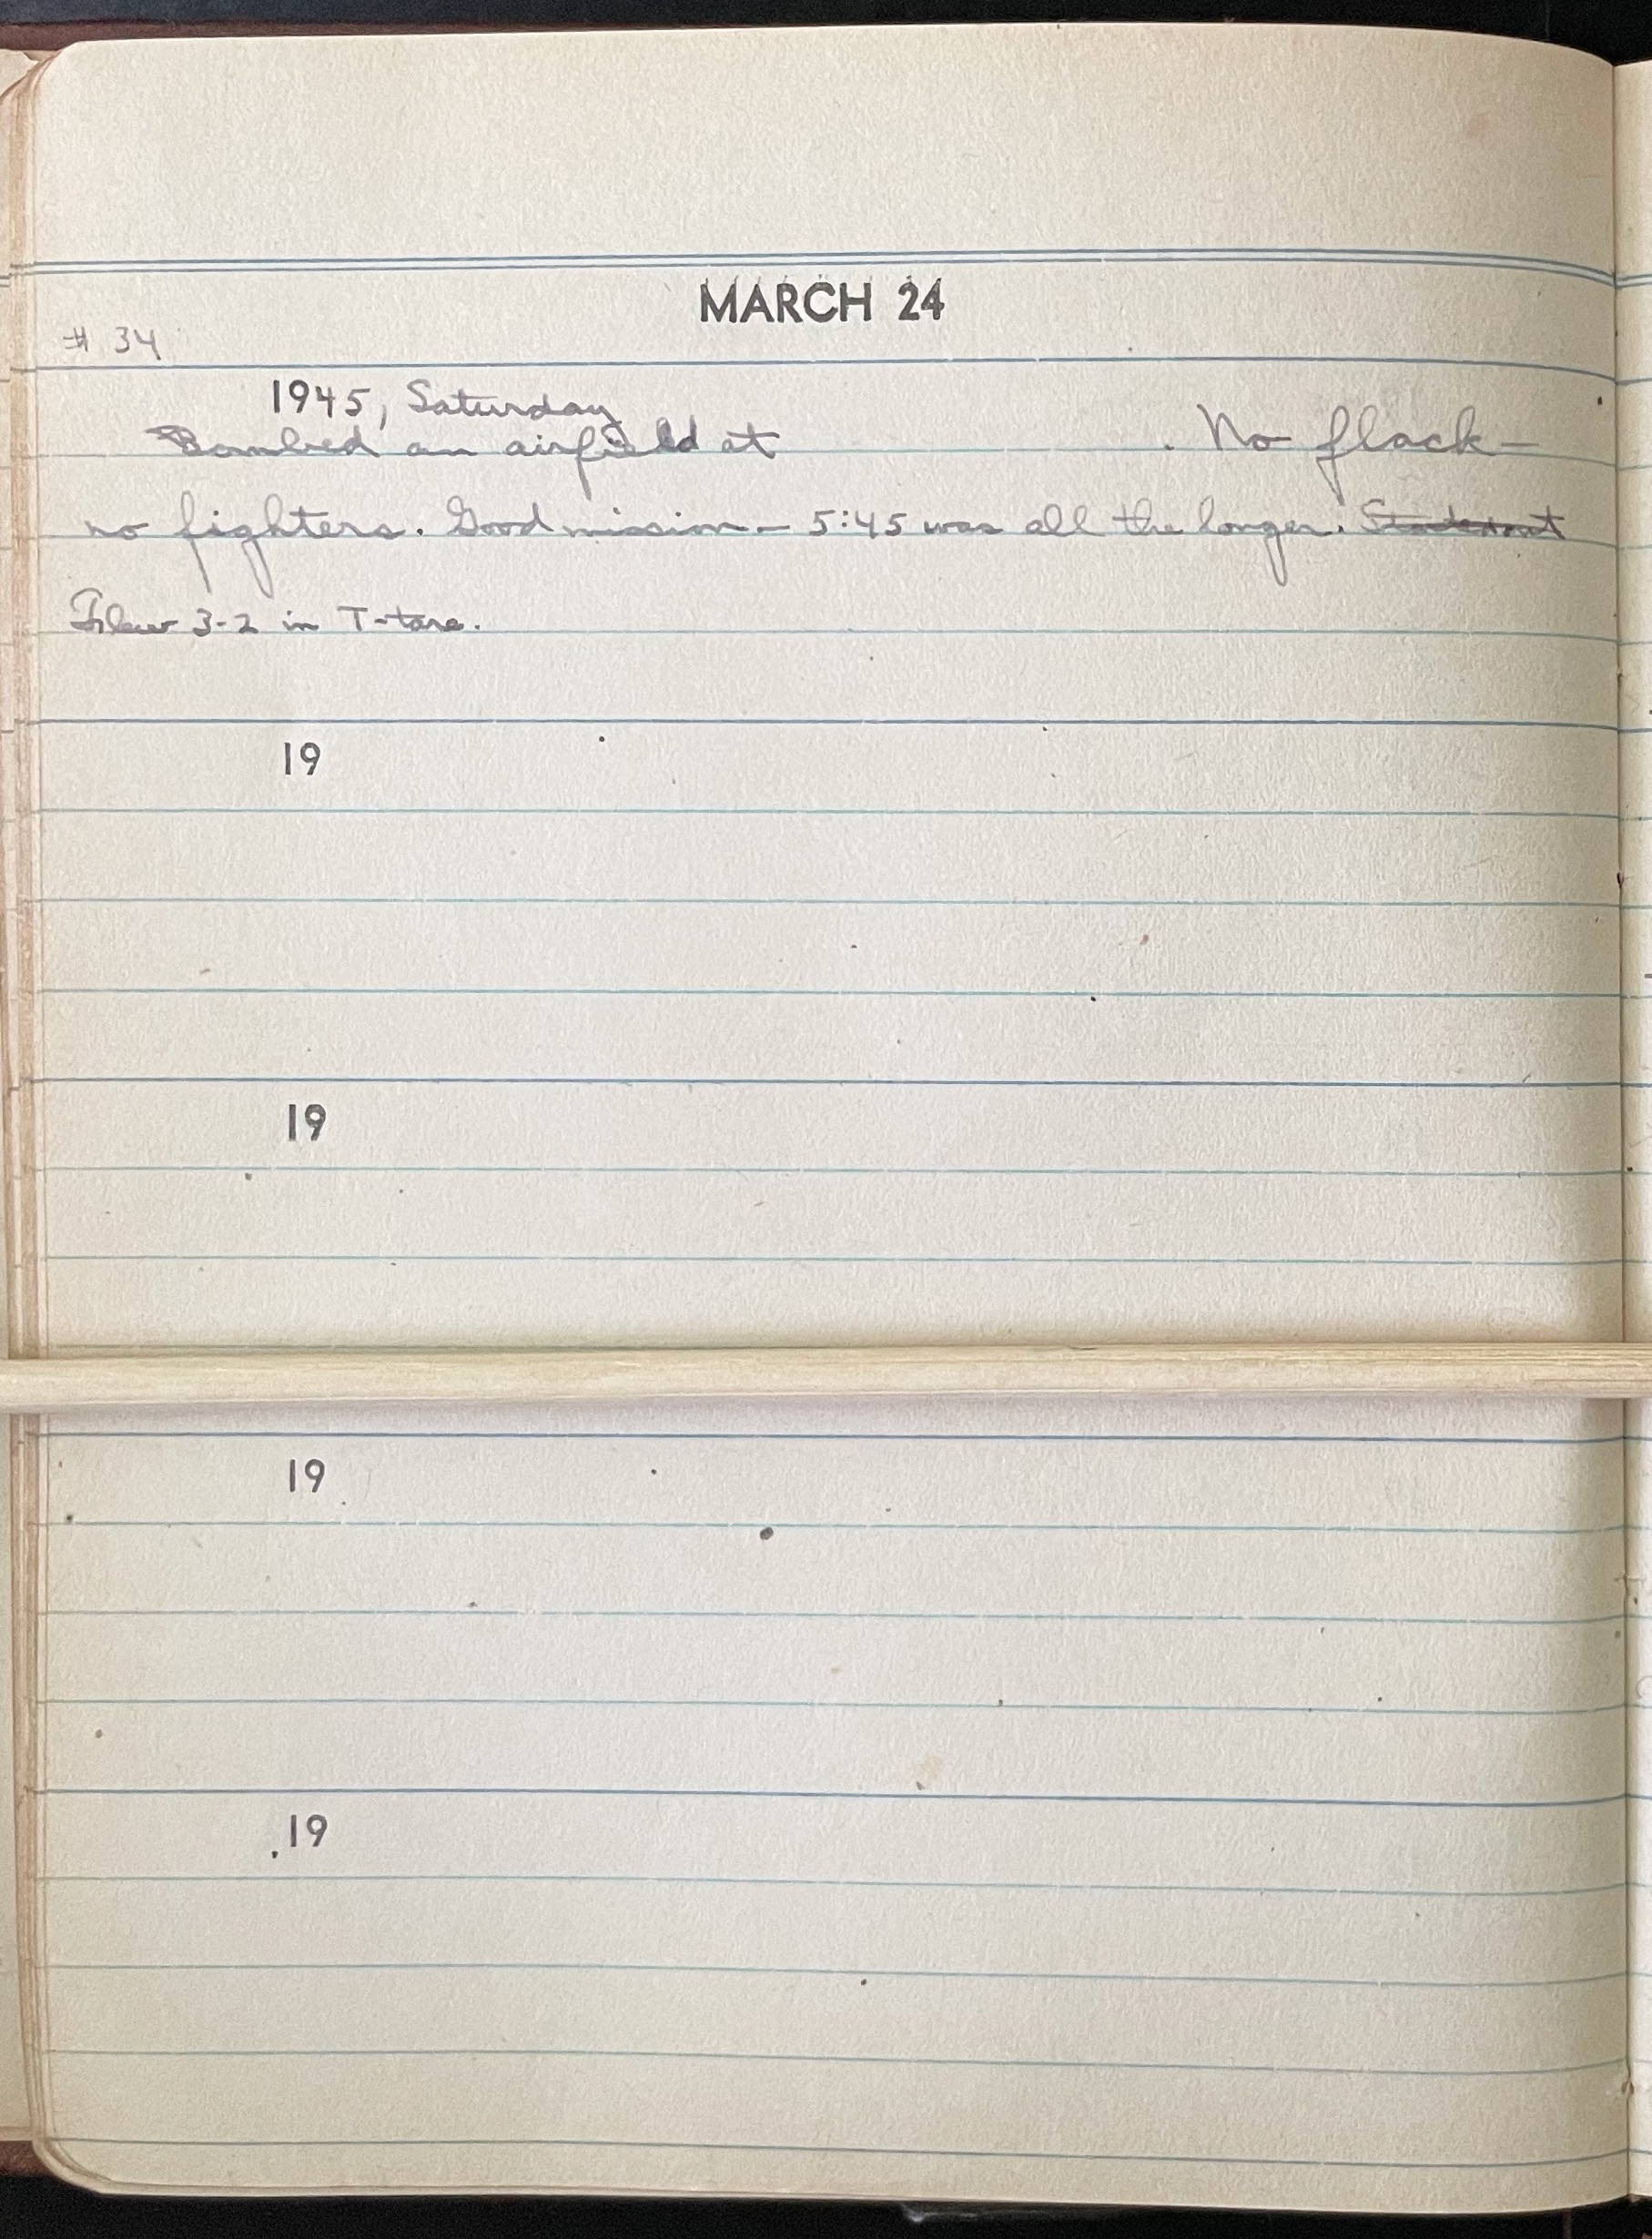 MARCH 24
# 34
1945, Saturday
Bombed an airfield at . No flack-
no fighters. Good mission - 5:45 was all the longer.
Flew 3-2 in T-tare.
19
19
19
19